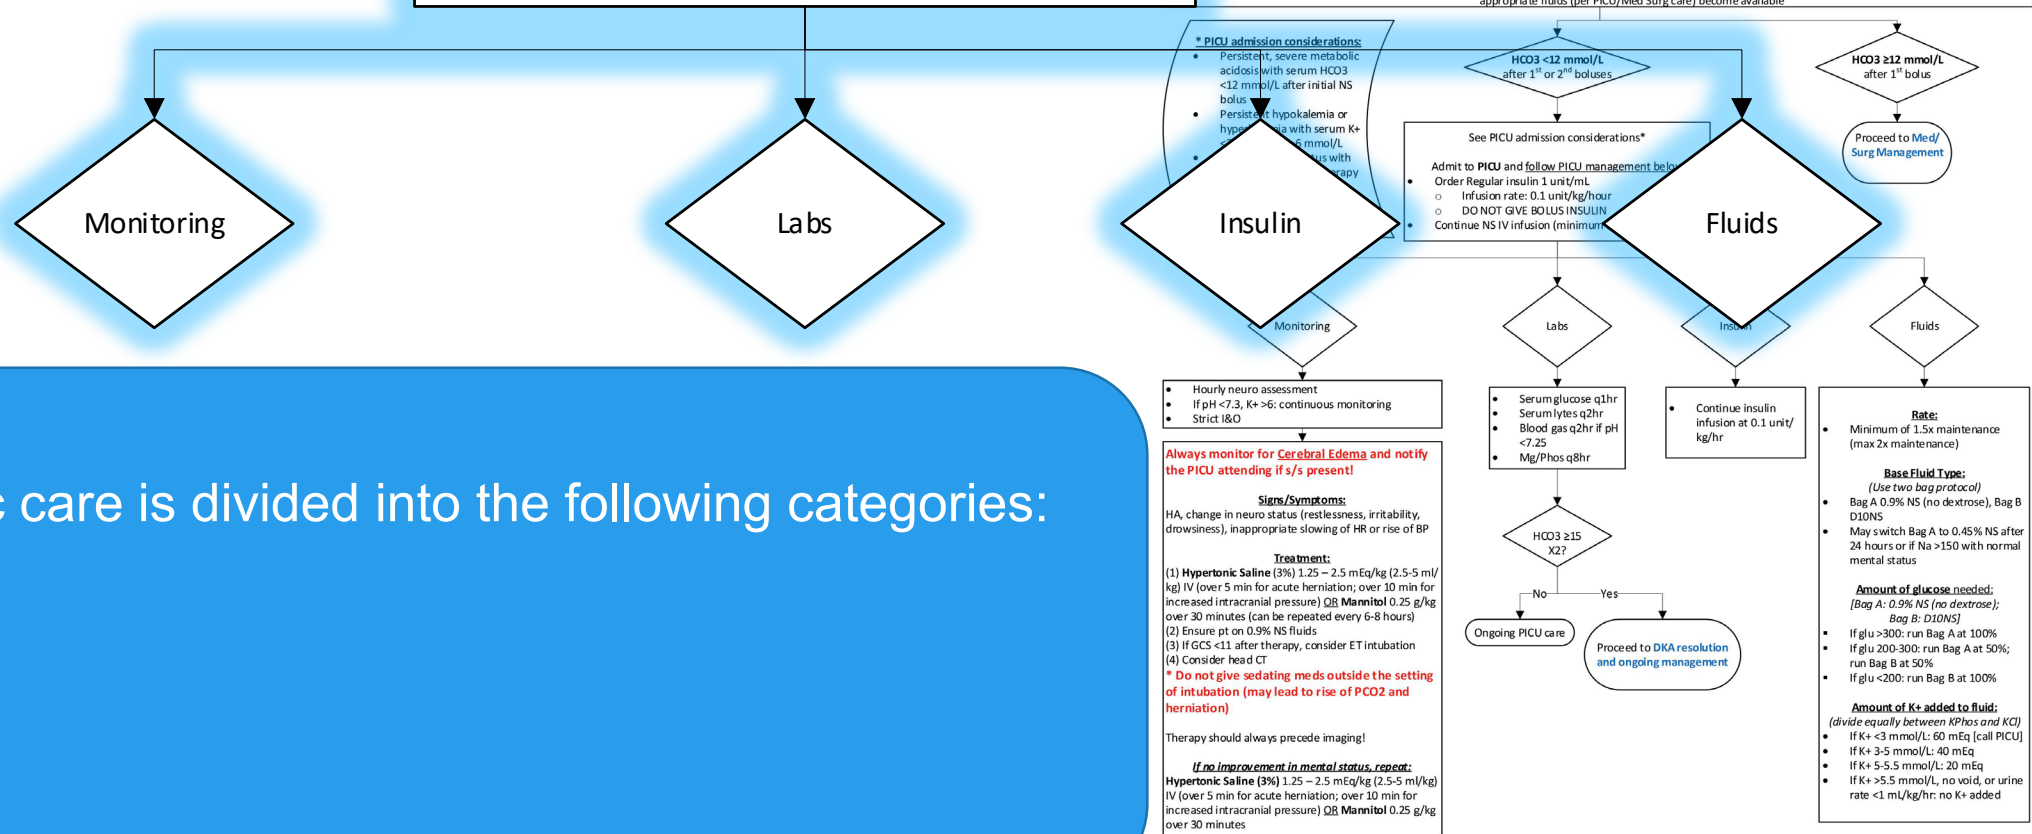 appropriate fluids (per PICU/Med Surg care) become available
* PICU admission considerations:
Persistent, severe metabolic
acidosis with serum HCO3
<12 mmol/L after initial NS
bolus
Persistent hypokalemia or
with serum K+
6 mmol/L
with
HCO3 <12 mmol/L
after 1st or 2nd boluses
HCO3 ≥12 mmol/L
after 1st bolus
See PICU admission considerations*
Admit to PICU and follow PICU management
• Order Regular insulin 1 unit/mL
○ Infusion rate: 0.1 unit/kg/hour
○ DO NOT GIVE BOLUS INSULIN
• Continue NS IV infusion (minimum
Proceed to Med/
Surg Management
Monitoring
Labs
Insulin
Fluids
Monitoring
Labs
Insulin
Fluids
c care is divided into the following categories:
• Hourly neuro assessment
• If pH <7.3, K+ >6: continuous monitoring
• Strict I&O
Always monitor for Cerebral Edema and notify
the PICU attending if s/s present!
Signs/Symptoms:
HA, change in neuro status (restlessness, irritability,
drowsiness), inappropriate slowing of HR or rise of BP
Treatment:
(1) Hypertonic Saline (3%) 1.25 – 2.5 mEq/kg (2.5-5 ml/
kg) IV (over 5 min for acute herniation; over 10 min for
increased intracranial pressure) OR Mannitol 0.25 g/kg
over 30 minutes (can be repeated every 6-8 hours)
(2) Ensure pt on 0.9% NS fluids
(3) If GCS <11 after therapy, consider ET intubation
(4) Consider head CT
* Do not give sedating meds outside the setting
of intubation (may lead to rise of PCO2 and
herniation)
Therapy should always precede imaging!
If no improvement in mental status, repeat:
Hypertonic Saline (3%) 1.25 – 2.5 mEq/kg (2.5-5 ml/kg)
IV (over 5 min for acute herniation; over 10 min for
increased intracranial pressure) OR Mannitol 0.25 g/kg
over 30 minutes
• Serum glucose q1hr
• Serum lytes q2hr
• Blood gas q2hr if pH
<7.25
• Mg/Phos q8hr
HCO3 ≥15
X2?
No
Yes
Ongoing PICU care
Proceed to DKA resolution
and ongoing management
• Continue insulin
infusion at 0.1 unit/
kg/hr
Rate:
• Minimum of 1.5x maintenance
(max 2x maintenance)
Base Fluid Type:
(Use two bag protocol)
• Bag A 0.9% NS (no dextrose), Bag B
D10NS
• May switch Bag A to 0.45% NS after
24 hours or if Na >150 with normal
mental status
Amount of glucose needed:
[Bag A: 0.9% NS (no dextrose);
Bag B: D10NS]
▪ If glu >300: run Bag A at 100%
▪ If glu 200-300: run Bag A at 50%;
run Bag B at 50%
▪ If glu <200: run Bag B at 100%
Amount of K+ added to fluid:
(divide equally between KPhos and KCl)
• If K+ <3 mmol/L: 60 mEq [call PICU]
• If K+ 3-5 mmol/L: 40 mEq
• If K+ 5-5.5 mmol/L: 20 mEq
• If K+ >5.5 mmol/L, no void, or urine
rate <1 mL/kg/hr: no K+ added